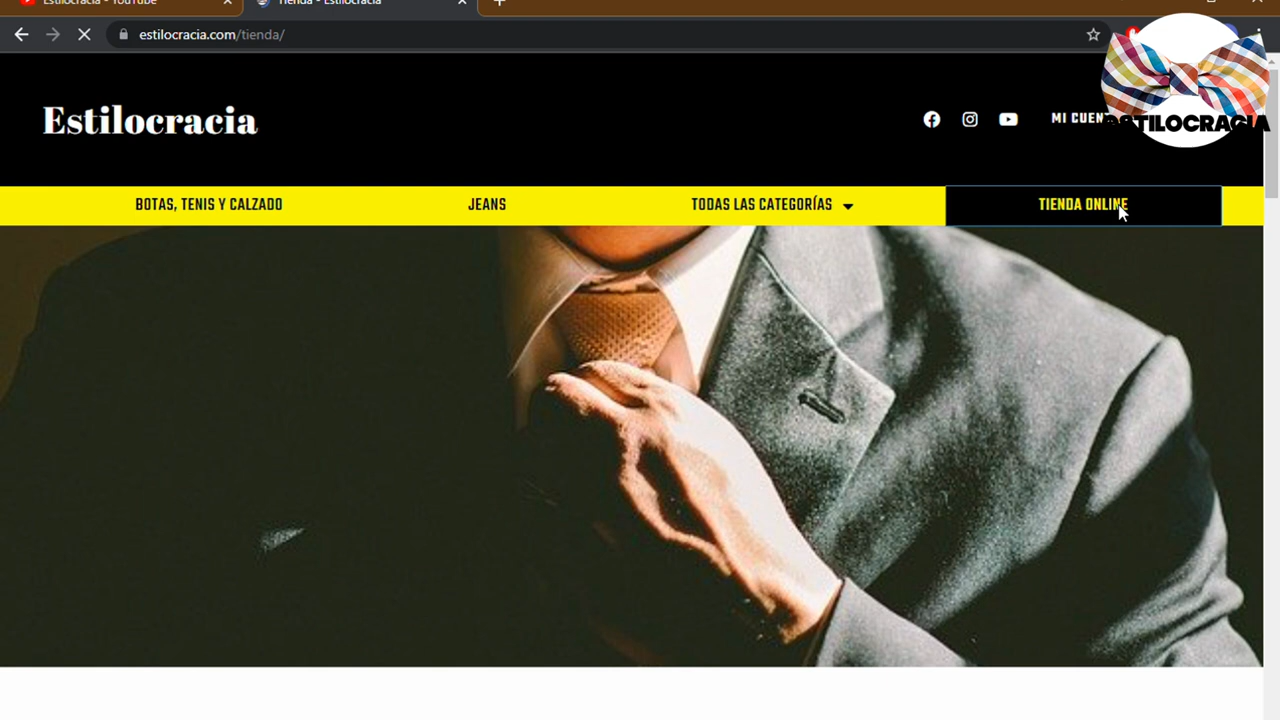 Estilocracia - YouTube
Tienda - Estilocracia
estilocracia.com/tienda/
Estilocracia
MI CUENT
ESTILOCRACIA
BOTAS, TENIS Y CALZADO
JEANS
TODAS LAS CATEGORÍAS
TIENDA ONLINE